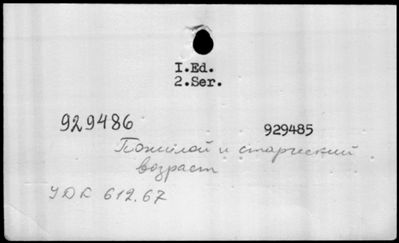 I.Ed.
2.Ser.
929486
929485
Пожилой и старческий
возраст
УДК 612.67